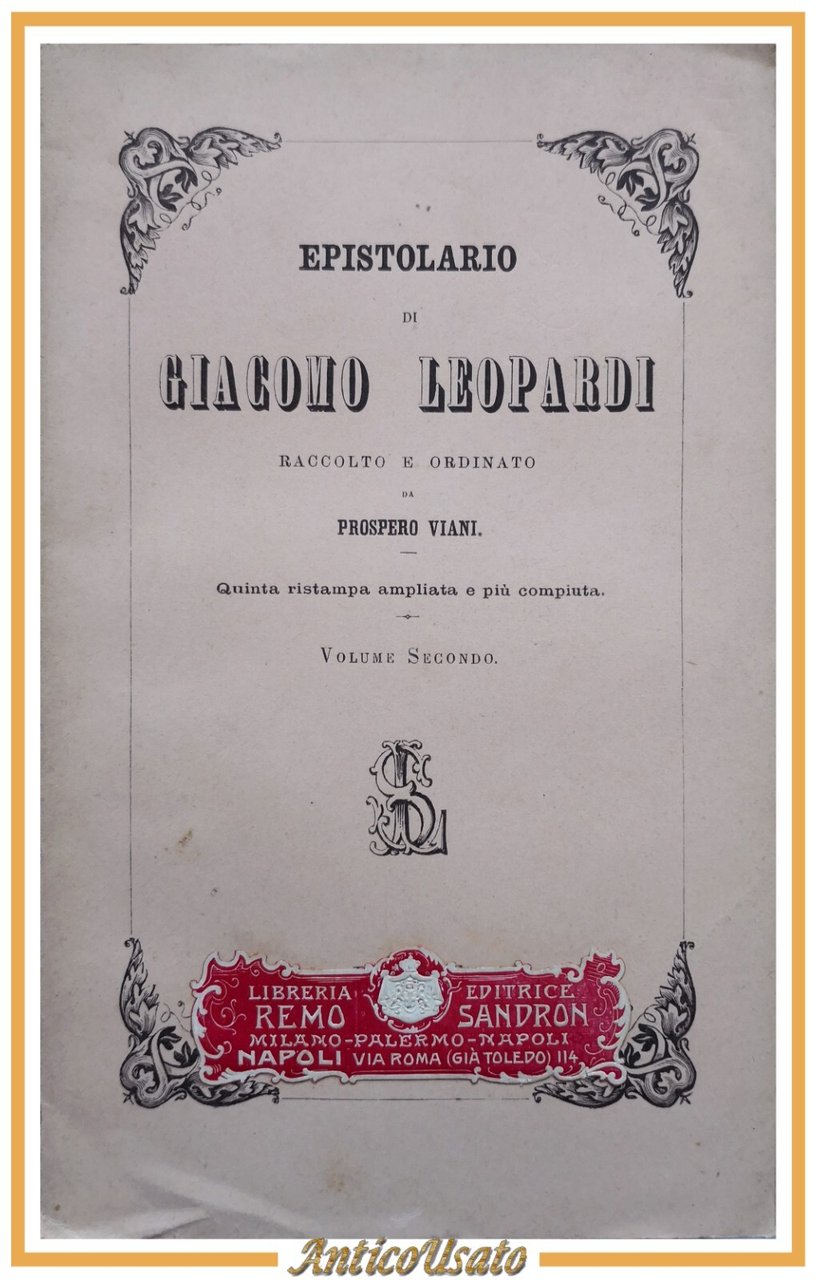 EPISTOLARIO
DI
GIACOMO LEOPARDI
RACCOLTO E ORDINATO
DA
PROSPERO VIANI.
Quinta ristampa ampliata e più compiuta.
VOLUME SECONDO.
LIBRERIA EDITRICE
REMO SANDRON
MILANO-PALERMO-NAPOLI
NAPOLI VIA ROMA (GIÀ TOLEDO) 114
AnticoUsato